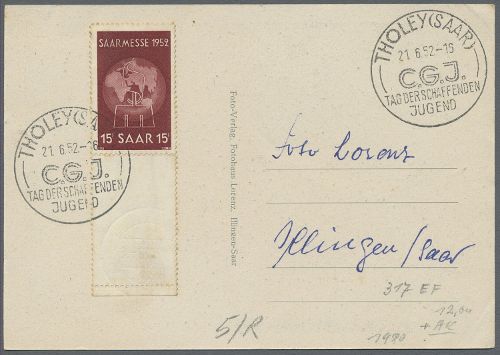 SAARMESSE 1952
15 F SAAR 15 F
THOLEY (SAAR)
21.6.52-16
C.G.J.
TAG DER SCHAFFENDEN
JUGEND
THOLEY (SAAR)
21.6.52-16
C.G.J.
TAG DER SCHAFFENDEN
JUGEND
Foto-Verlag, Fotohaus Lorenz, Illingen-Saar
Foto Lorenz
Illingen/Saar
317 EF
12,00
+AK
1980
5/R